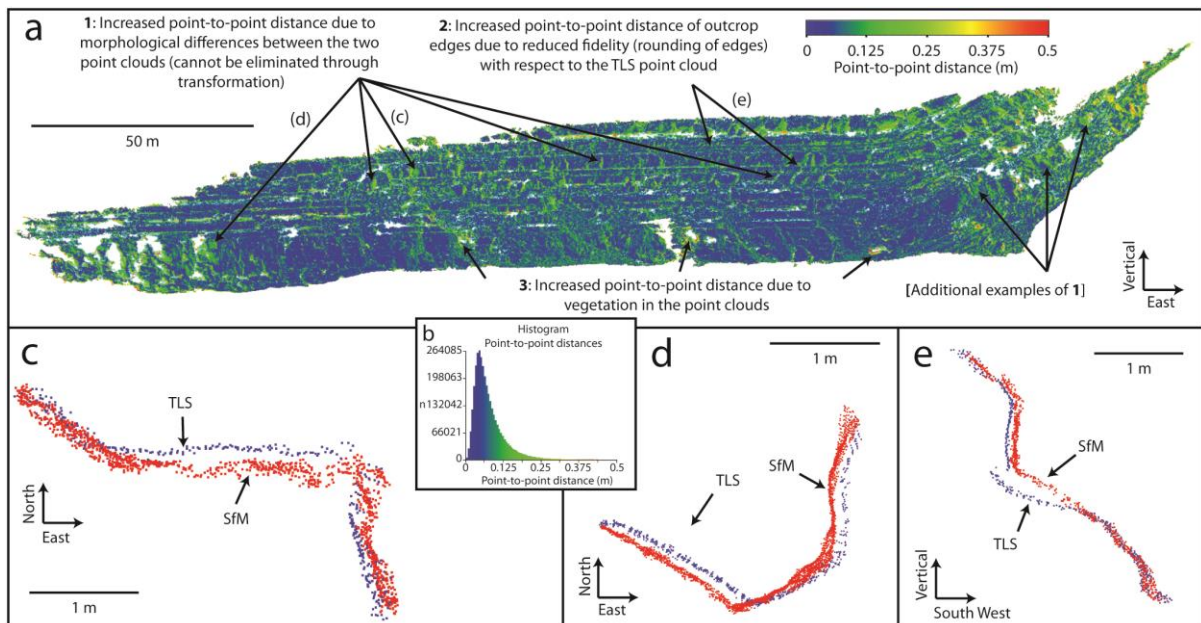 a
1: Increased point-to-point distance due to
morphological differences between the two
point clouds (cannot be eliminated through
transformation)
2: Increased point-to-point distance of outcrop
edges due to reduced fidelity (rounding of edges)
with respect to the TLS point cloud
0 0.125 0.25 0.375 0.5
Point-to-point distance (m)
(d)
(c)
(e)
50 m
3: Increased point-to-point distance due to
vegetation in the point clouds
[Additional examples of 1]
Vertical
East
b
Histogram
Point-to-point distances
264085
198063
n132042
66021
0
0 0.125 0.25 0.375 0.5
Point-to-point distance (m)
c
TLS
SfM
North
East
1 m
d
1 m
SfM
TLS
North
East
e
1 m
SfM
TLS
Vertical
South West